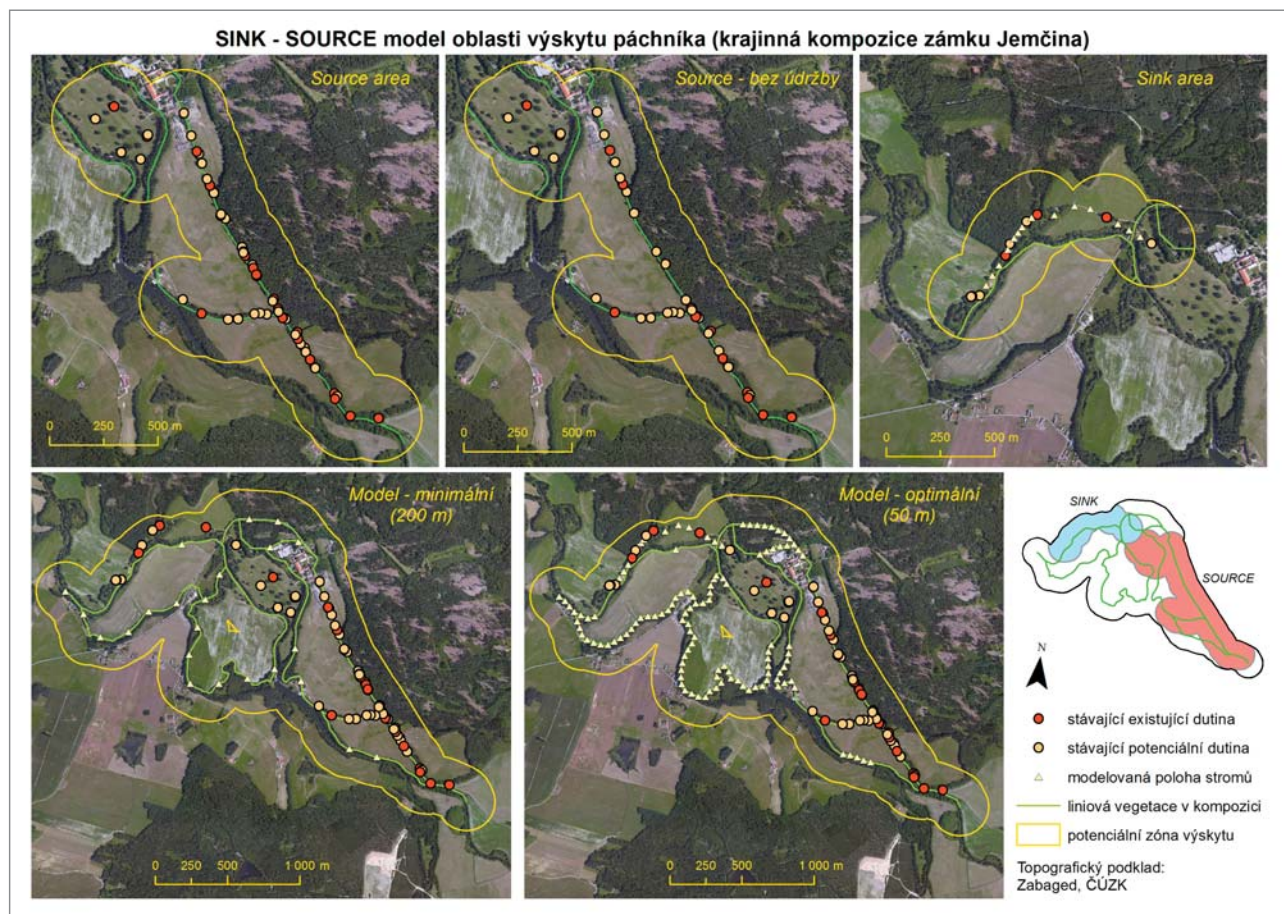 SINK - SOURCE model oblasti výskytu páchníka (krajinná kompozice zámku Jemčina)
Source area
0 250 500 m
Source - bez údržby
0 250 500 m
Sink area
0 250 500 m
Model - minimální
(200 m)
0 250 500 1 000 m
Model - optimální
(50 m)
0 250 500 1 000 m
SINK
SOURCE
N
stávající existující dutina
stávající potenciální dutina
modelovaná poloha stromů
liniová vegetace v kompozici
potenciální zóna výskytu
Topografický podklad:
Zabaged, ČÚZK